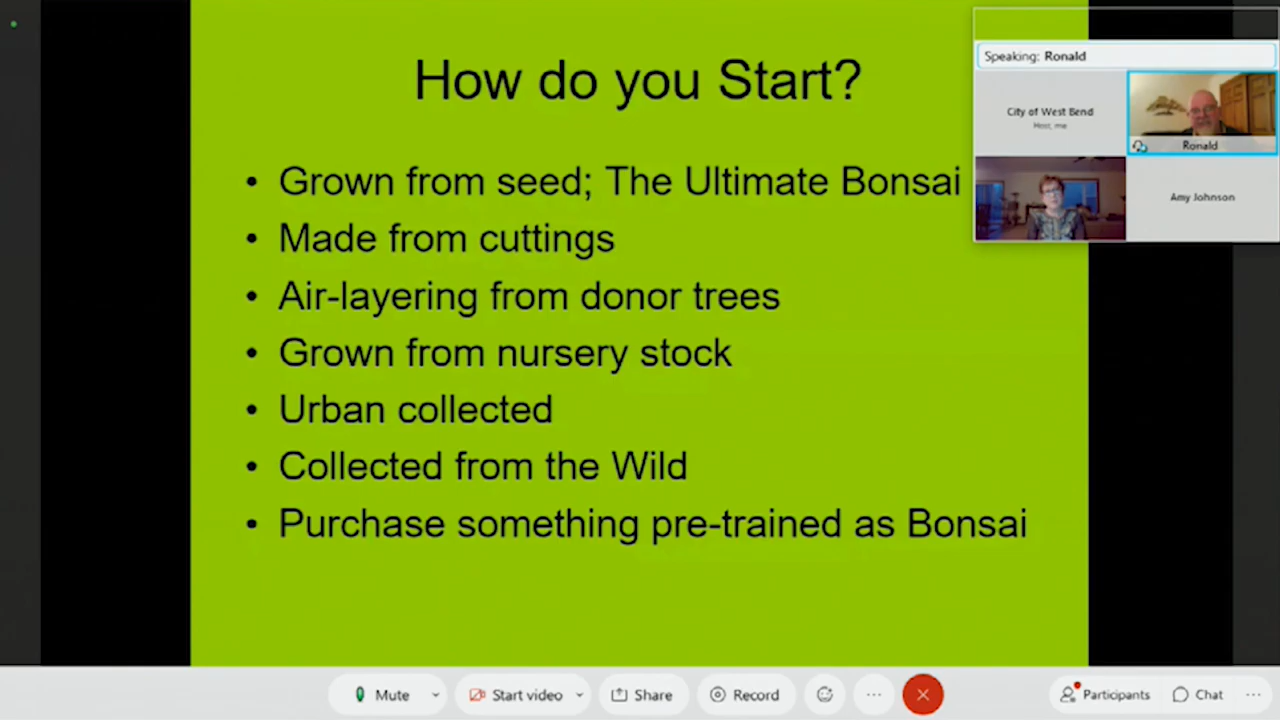 How do you Start?
• Grown from seed; The Ultimate Bonsai
• Made from cuttings
• Air-layering from donor trees
• Grown from nursery stock
• Urban collected
• Collected from the Wild
• Purchase something pre-trained as Bonsai
Speaking: Ronald
City of West Bend
Host, me
Ronald
Amy Johnson
Mute
Start video
Share
Record
Participants
Chat